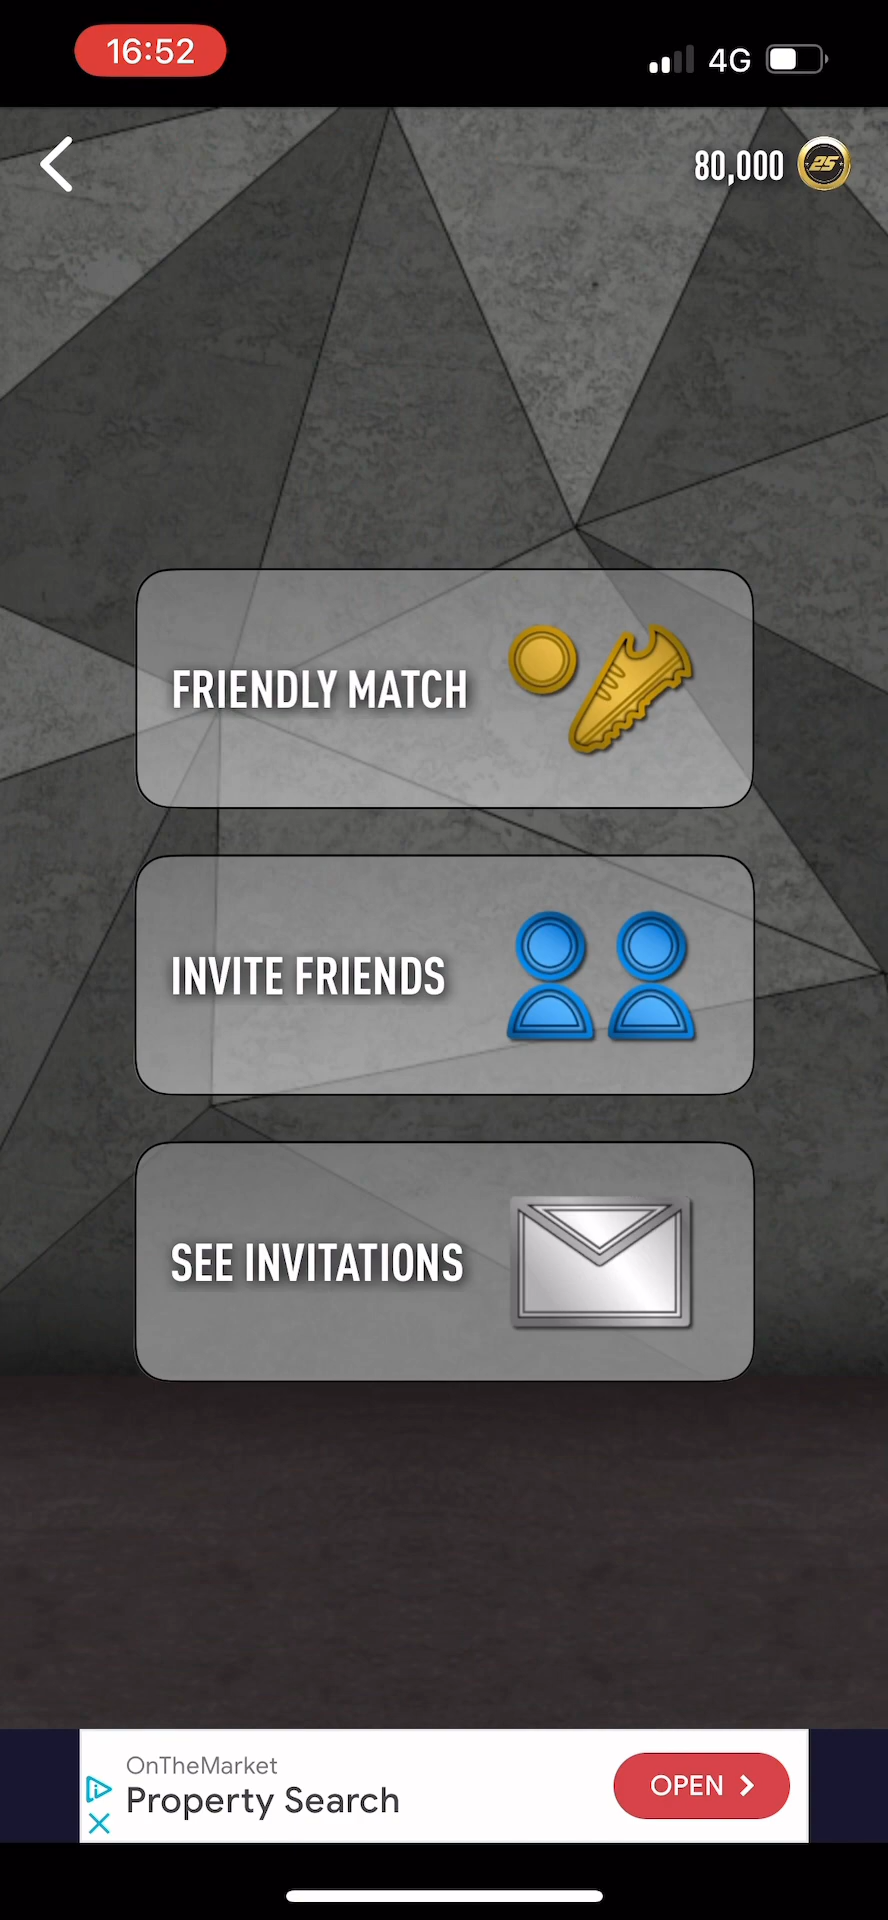 16:52
4G
80,000
25
FRIENDLY MATCH
INVITE FRIENDS
SEE INVITATIONS
OnTheMarket
Property Search
OPEN